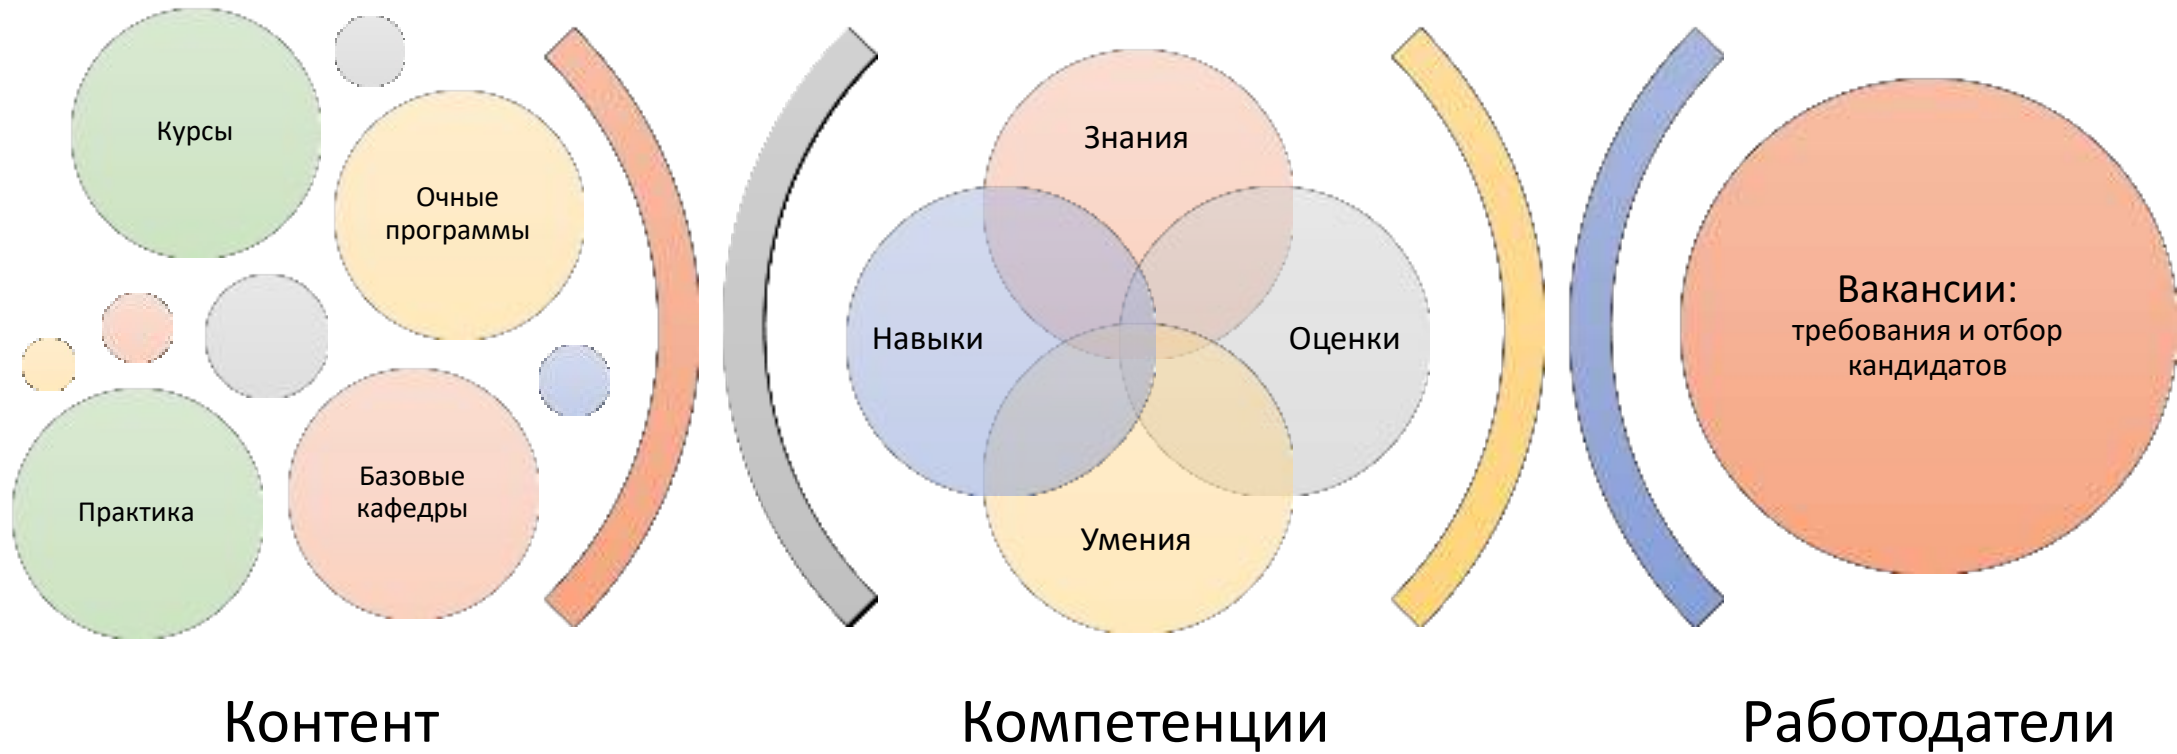 Курсы
Очные
программы
Практика
Базовые
кафедры
Контент
Знания
Навыки
Оценки
Умения
Компетенции
Вакансии:
требования и отбор
кандидатов
Работодатели